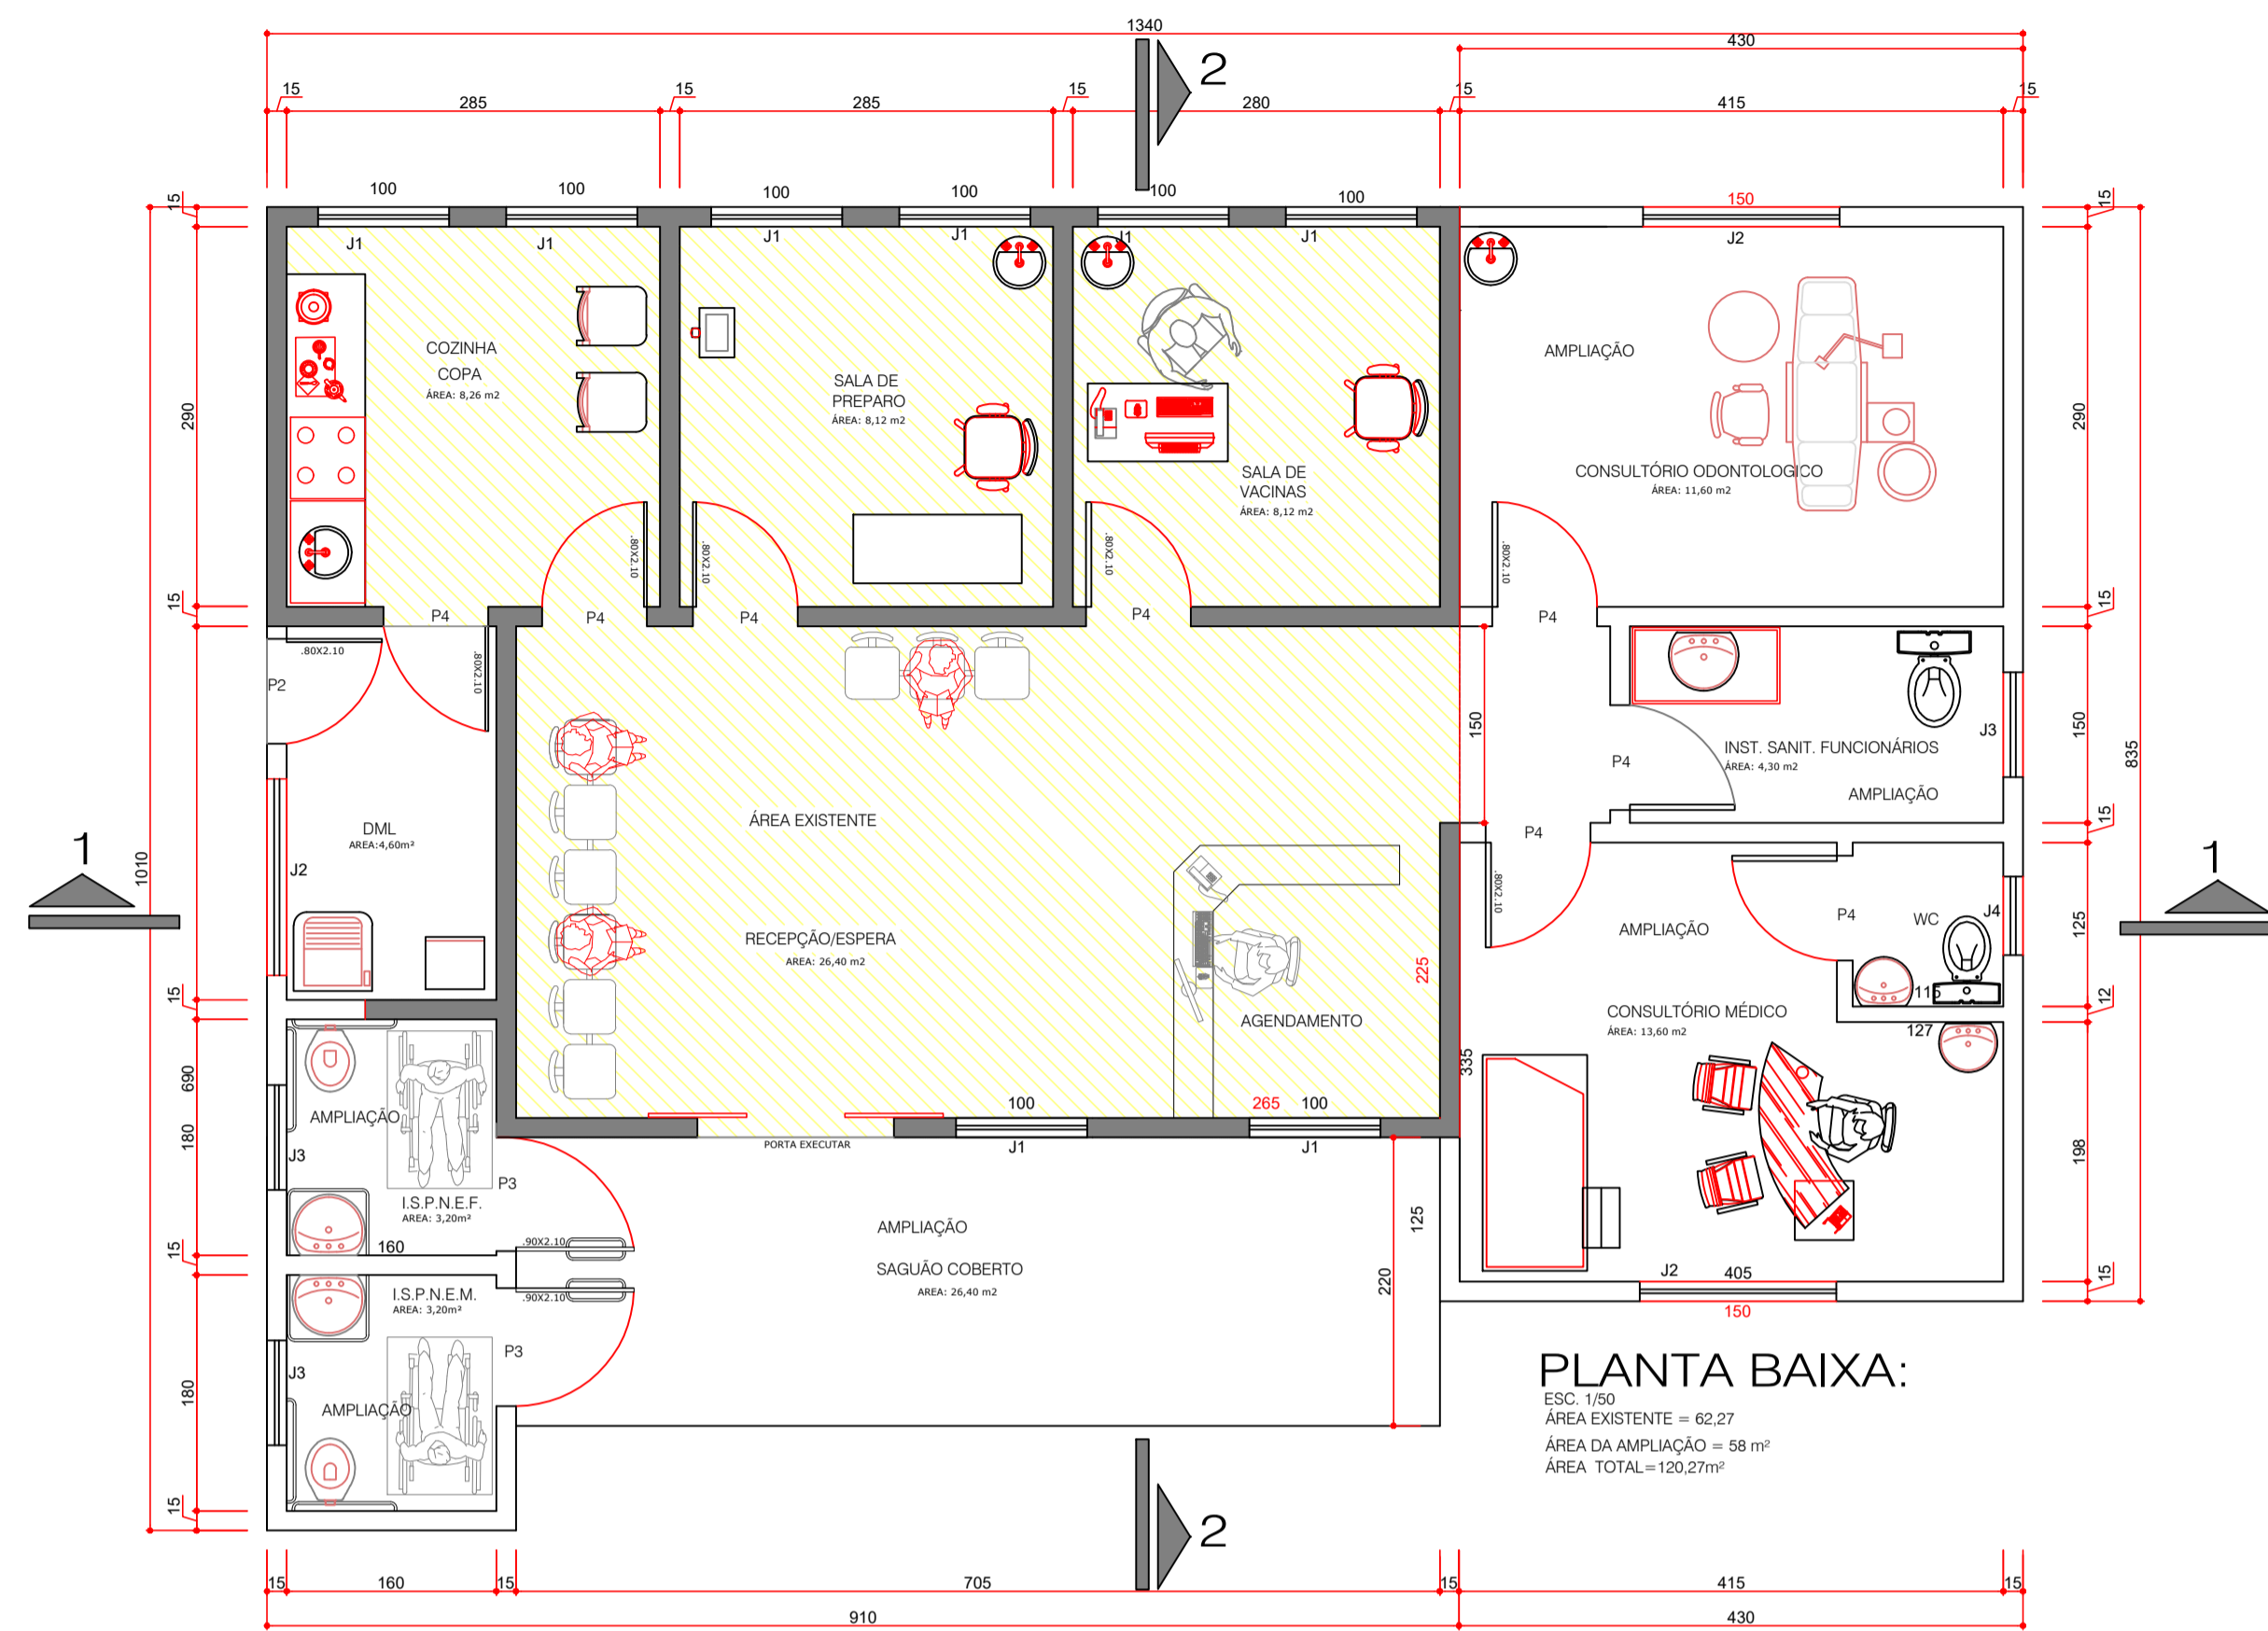 1340
430
2
15
15
15
15
15
285
285
280
415
100
100
100
100
100
100
150
15
15
J1
J1
J1
J1
J1
J1
J2
COZINHA
COPA
ÁREA: 8,26 m2
SALA DE
PREPARO
ÁREA: 8,12 m2
SALA DE
VACINAS
ÁREA: 8,12 m2
AMPLIAÇÃO
CONSULTÓRIO ODONTOLOGICO
ÁREA: 11,60 m2
290
290
.80X2.10
.80X2.10
.80X2.10
.80X2.10
15
15
P4
P4
P4
P4
P4
.80X2.10
.80X2.10
P2
150
150
835
INST. SANIT. FUNCIONÁRIOS
ÁREA: 4,30 m2
AMPLIAÇÃO
J3
P4
ÁREA EXISTENTE
DML
AREA:4,60m²
J2
1
1010
15
P4
.80X2.10
1
AMPLIAÇÃO
P4
WC
J4
125
RECEPÇÃO/ESPERA
AREA: 26,40 m2
225
AGENDAMENTO
CONSULTÓRIO MÉDICO
ÁREA: 13,60 m2
115
12
127
15
690
335
AMPLIAÇÃO
180
J3
100
265
100
PORTA EXECUTAR
J1
J1
198
P3
I.S.P.N.E.F.
AREA: 3,20m²
160
15
.90X2.10
AMPLIAÇÃO
125
SAGUÃO COBERTO
AREA: 26,40 m2
220
J2
405
150
15
I.S.P.N.E.M.
AREA: 3,20m²
.90X2.10
P3
J3
180
AMPLIAÇÃO
15
PLANTA BAIXA:
ESC. 1/50
ÁREA EXISTENTE = 62,27
ÁREA DA AMPLIAÇÃO = 58 m²
ÁREA TOTAL=120,27m²
2
15
160
15
705
15
415
15
910
430